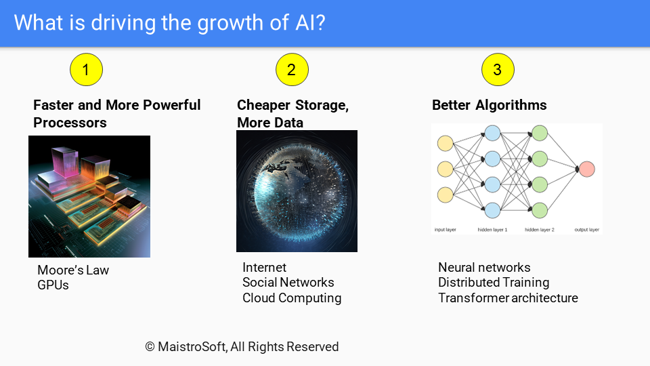 What is driving the growth of AI?
1
2
3
Faster and More Powerful
Processors
Cheaper Storage,
More Data
Better Algorithms
input layer
hidden layer 1
hidden layer 2
output layer
Moore's Law
GPUs
Internet
Social Networks
Cloud Computing
Neural networks
Distributed Training
Transformer architecture
© MaistroSoft, All Rights Reserved